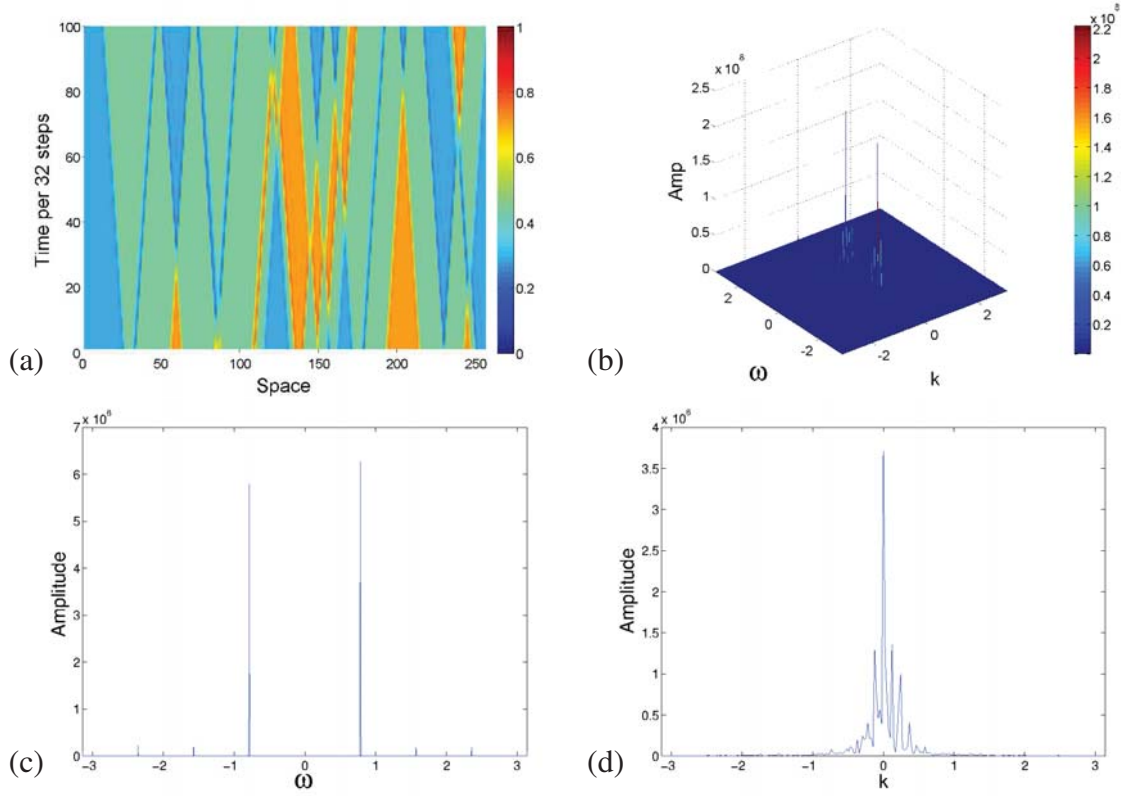 100
80
60
40
20
0
Time per 32 steps
0 50 100 150 200 250
Space
1
0.8
0.6
0.4
0.2
0
(a)
x 10⁸
2.5
2
1.5
1
0.5
0
Amp
2
0
-2
ω
-2
0
2
k
x 10⁸
2.2
2
1.8
1.6
1.4
1.2
1
0.8
0.6
0.4
0.2
(b)
x 10⁶
7
6
5
4
3
2
1
0
Amplitude
-3 -2 -1 0 1 2 3
ω
(c)
x 10⁶
4
3.5
3
2.5
2
1.5
1
0.5
0
Amplitude
-3 -2 -1 0 1 2 3
k
(d)